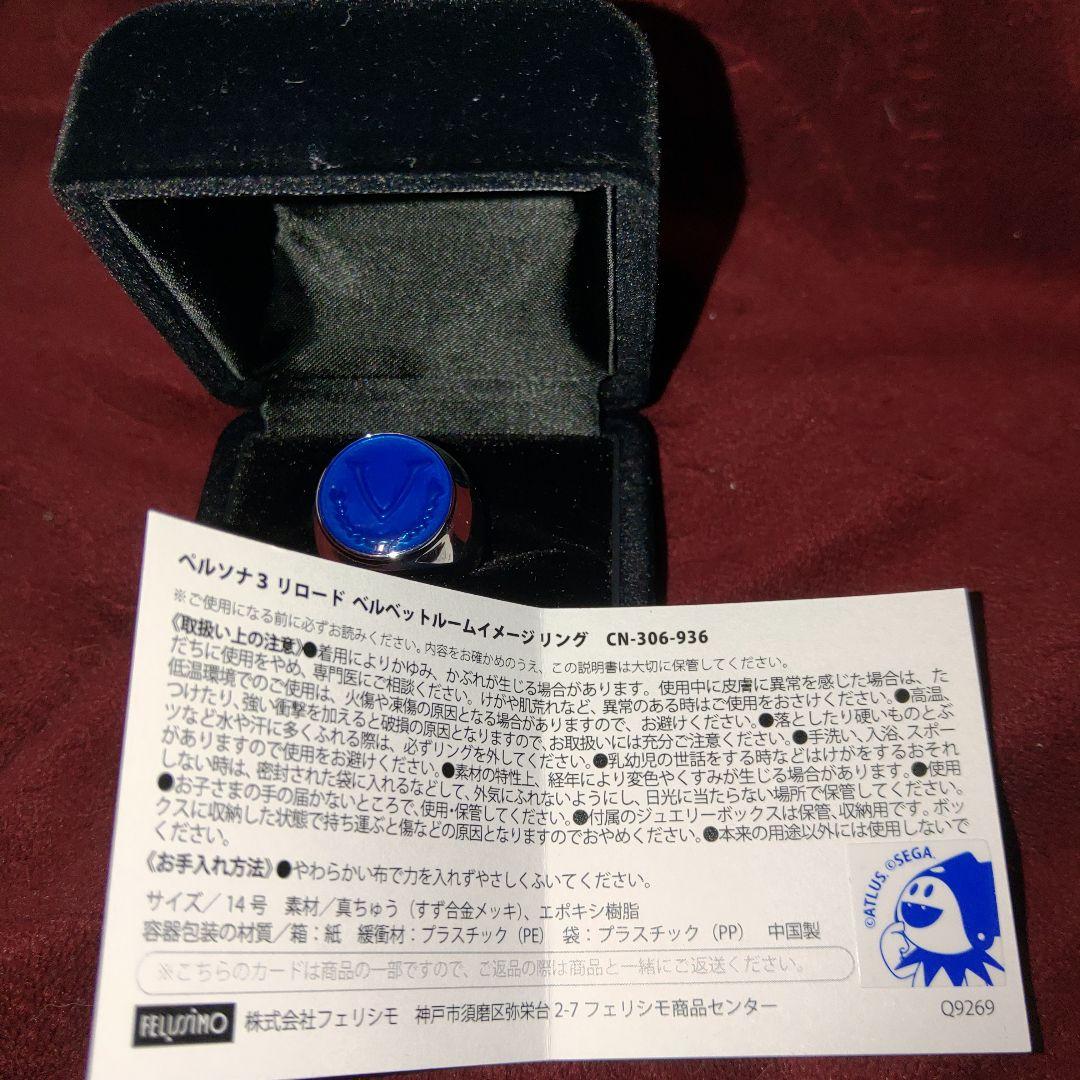 V
ペルソナ3 リロード ベルベットルームイメージリング CN-306-936
※ご使用になる前に必ずお読みください。内容をお確かめのうえ、この説明書は大切に保管してください。
《取扱い上の注意》●着用によりかゆみ、かぶれが生じる場合があります。使用中に皮膚に異常を感じた場合は、た
だちに使用をやめ、専門医にご相談ください。けがや肌荒れなど、異常のある時はご使用をおさけください。●高温、
低温環境でのご使用は、火傷や凍傷の原因となる場合がありますので、お避けください。●落としたり硬いものとぶ
つけたり、強い衝撃を加えると破損の原因となりますので、お取扱いには充分ご注意ください。●手洗い、入浴、スポー
ツなど水や汗に多くふれる際は、必ずリングを外してください。●乳幼児の世話をする時などはけがをするおそれ
がありますので使用をお避けください。●素材の特性上、経年により変色やくすみが生じる場合があります。●使用
しない時は、密封された袋に入れるなどして、外気にふれないようにし、日光に当たらない場所で保管してください。
●お子さまの手の届かないところで、使用・保管してください。●付属のジュエリーボックスは保管、収納用です。ボッ
クスに収納した状態で持ち運ぶと傷などの原因となりますのでおやめください。●本来の用途以外には使用しないで
ください。
《お手入れ方法》●やわらかい布で力を入れずやさしくふいてください。
サイズ／14号 素材／真ちゅう（すず合金メッキ）、エポキシ樹脂
容器包装の材質／箱：紙 緩衝材：プラスチック（PE） 袋：プラスチック（PP） 中国製
©ATLUS. ©SEGA.
※こちらのカードは商品の一部ですので、ご返品の際は商品と一緒にご返送ください。
FELISSIMO 株式会社フェリシモ 神戸市須磨区弥栄台2-7 フェリシモ商品センター Q9269